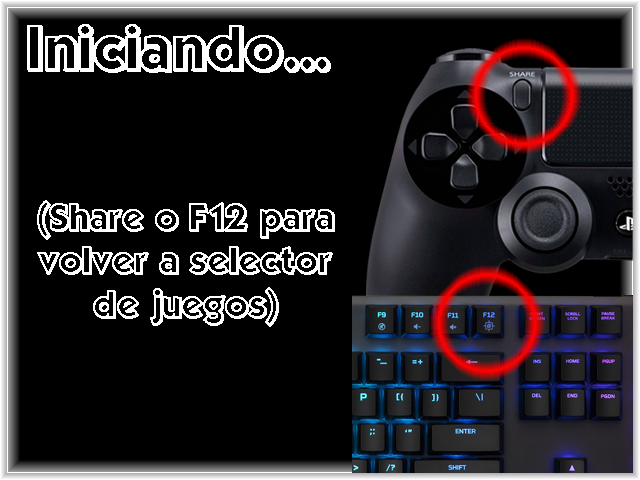 Iniciando...
SHARE
(Share o F12 para
volver a selector
de juegos)
F9 F10 F11 F12 SCROLL LOCK PAUSE BREAK
"_ =+ INS HOME PGUP
P [( ]) \| DEL END PGDN
;: '" ENTER
> /? SHIFT